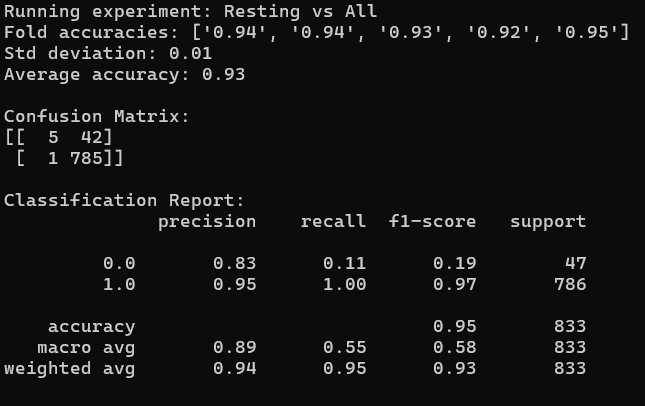 Running experiment: Resting vs All
Fold accuracies: ['0.94', '0.94', '0.93', '0.92', '0.95']
Std deviation: 0.01
Average accuracy: 0.93

Confusion Matrix:
[[  5  42]
 [  1 785]]

Classification Report:
              precision    recall  f1-score   support

         0.0       0.83      0.11      0.19        47
         1.0       0.95      1.00      0.97       786

    accuracy                           0.95       833
   macro avg       0.89      0.55      0.58       833
weighted avg       0.94      0.95      0.93       833